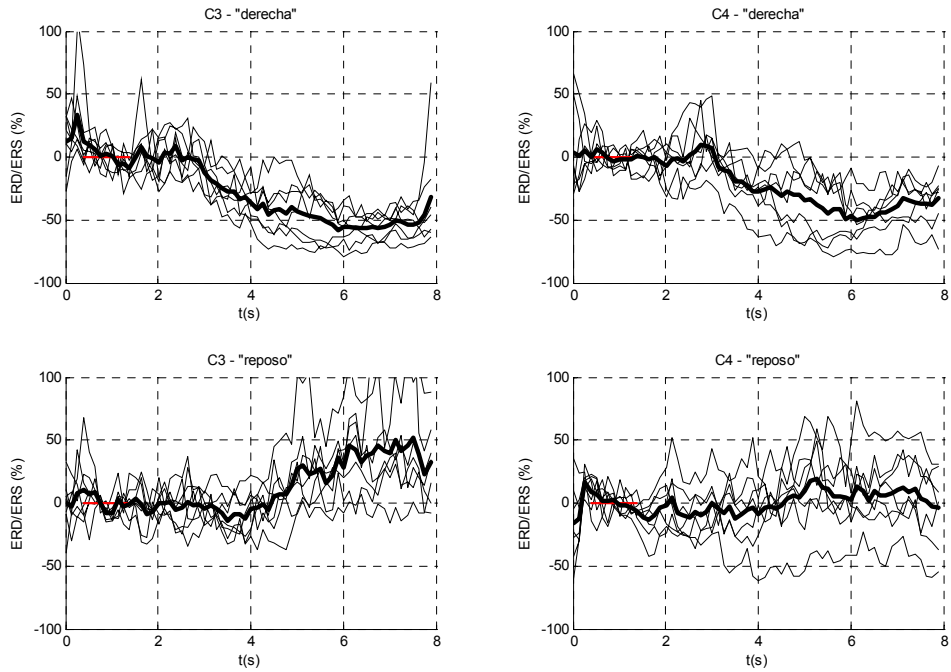 C3 - "derecha"
ERD/ERS (%)
100
50
0
-50
-100
0 2 4 6 8
t(s)
C4 - "derecha"
ERD/ERS (%)
100
50
0
-50
-100
0 2 4 6 8
t(s)
C3 - "reposo"
ERD/ERS (%)
100
50
0
-50
-100
0 2 4 6 8
t(s)
C4 - "reposo"
ERD/ERS (%)
100
50
0
-50
-100
0 2 4 6 8
t(s)